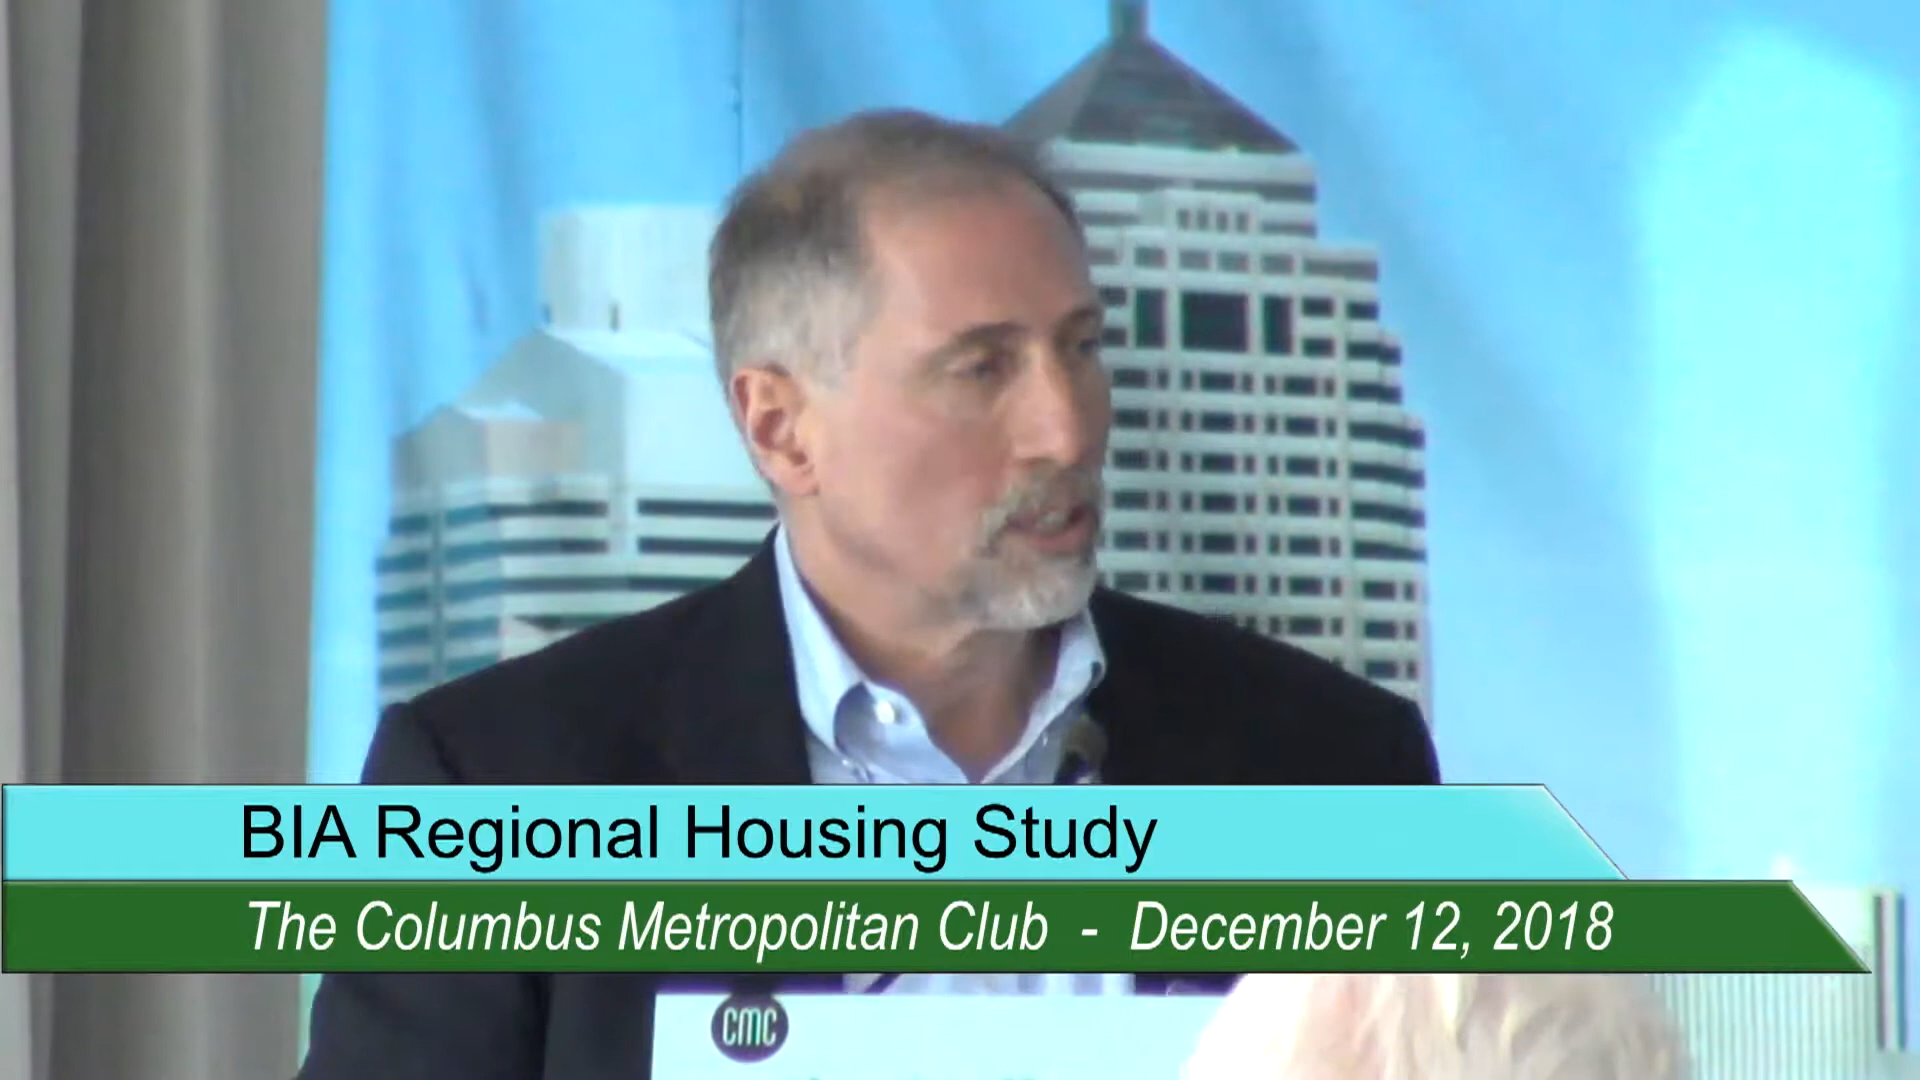 BIA Regional Housing Study
The Columbus Metropolitan Club - December 12, 2018
cmc